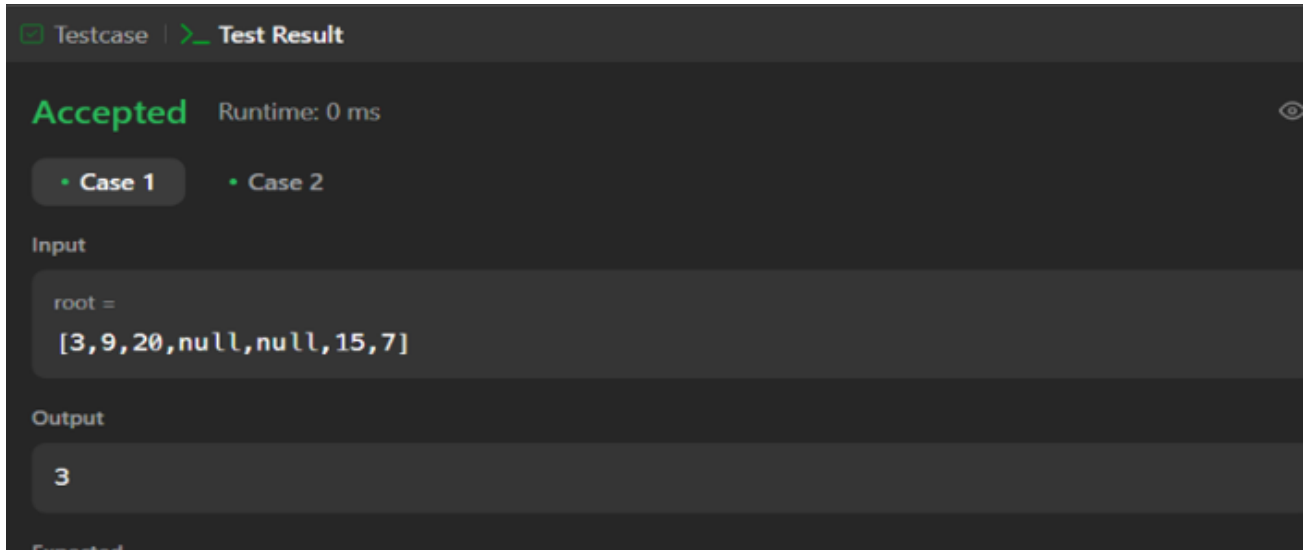 Testcase | >_ Test Result
Accepted Runtime: 0 ms
• Case 1 • Case 2
Input
root =
[3,9,20,null,null,15,7]
Output
3
Expected